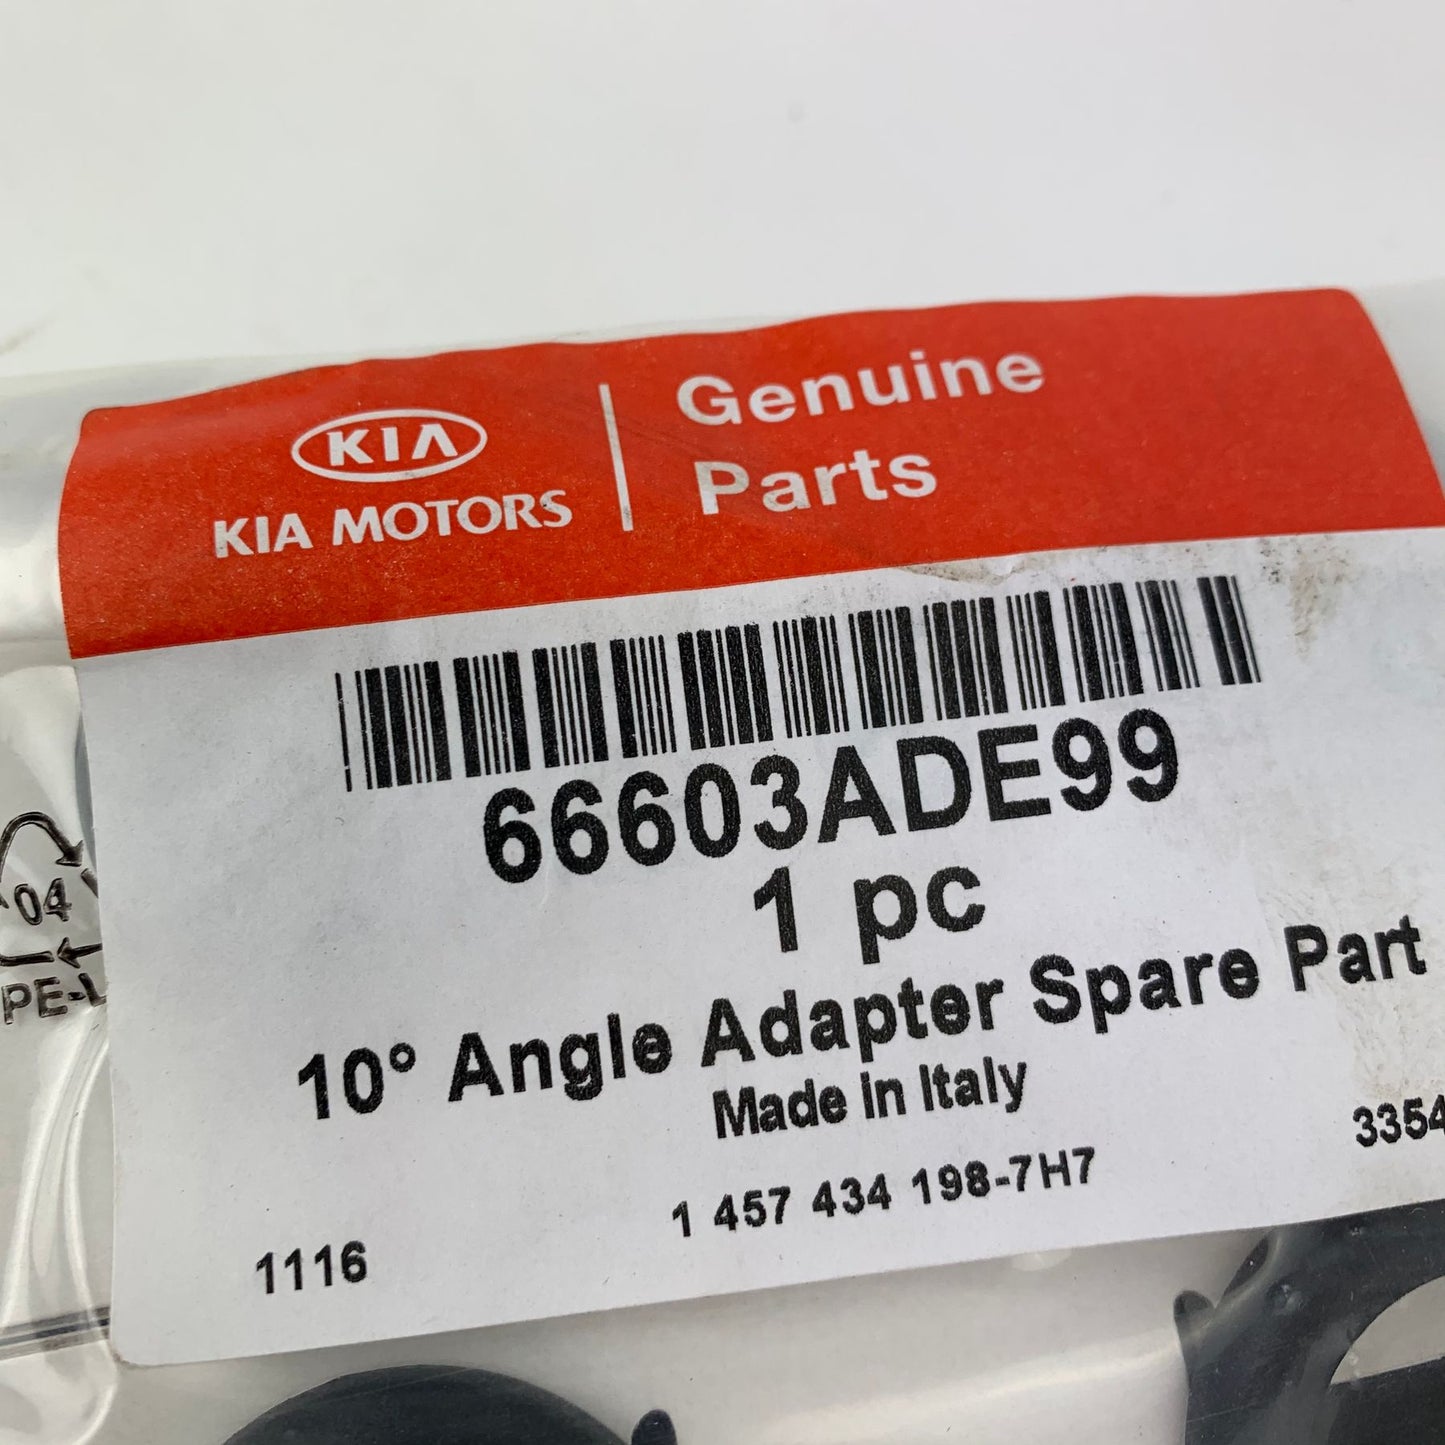 KIA
KIA MOTORS
Genuine
Parts
66603ADE99
1 pc
10° Angle Adapter Spare Part
Made in Italy
3354
1 457 434 198-7H7
1116
04